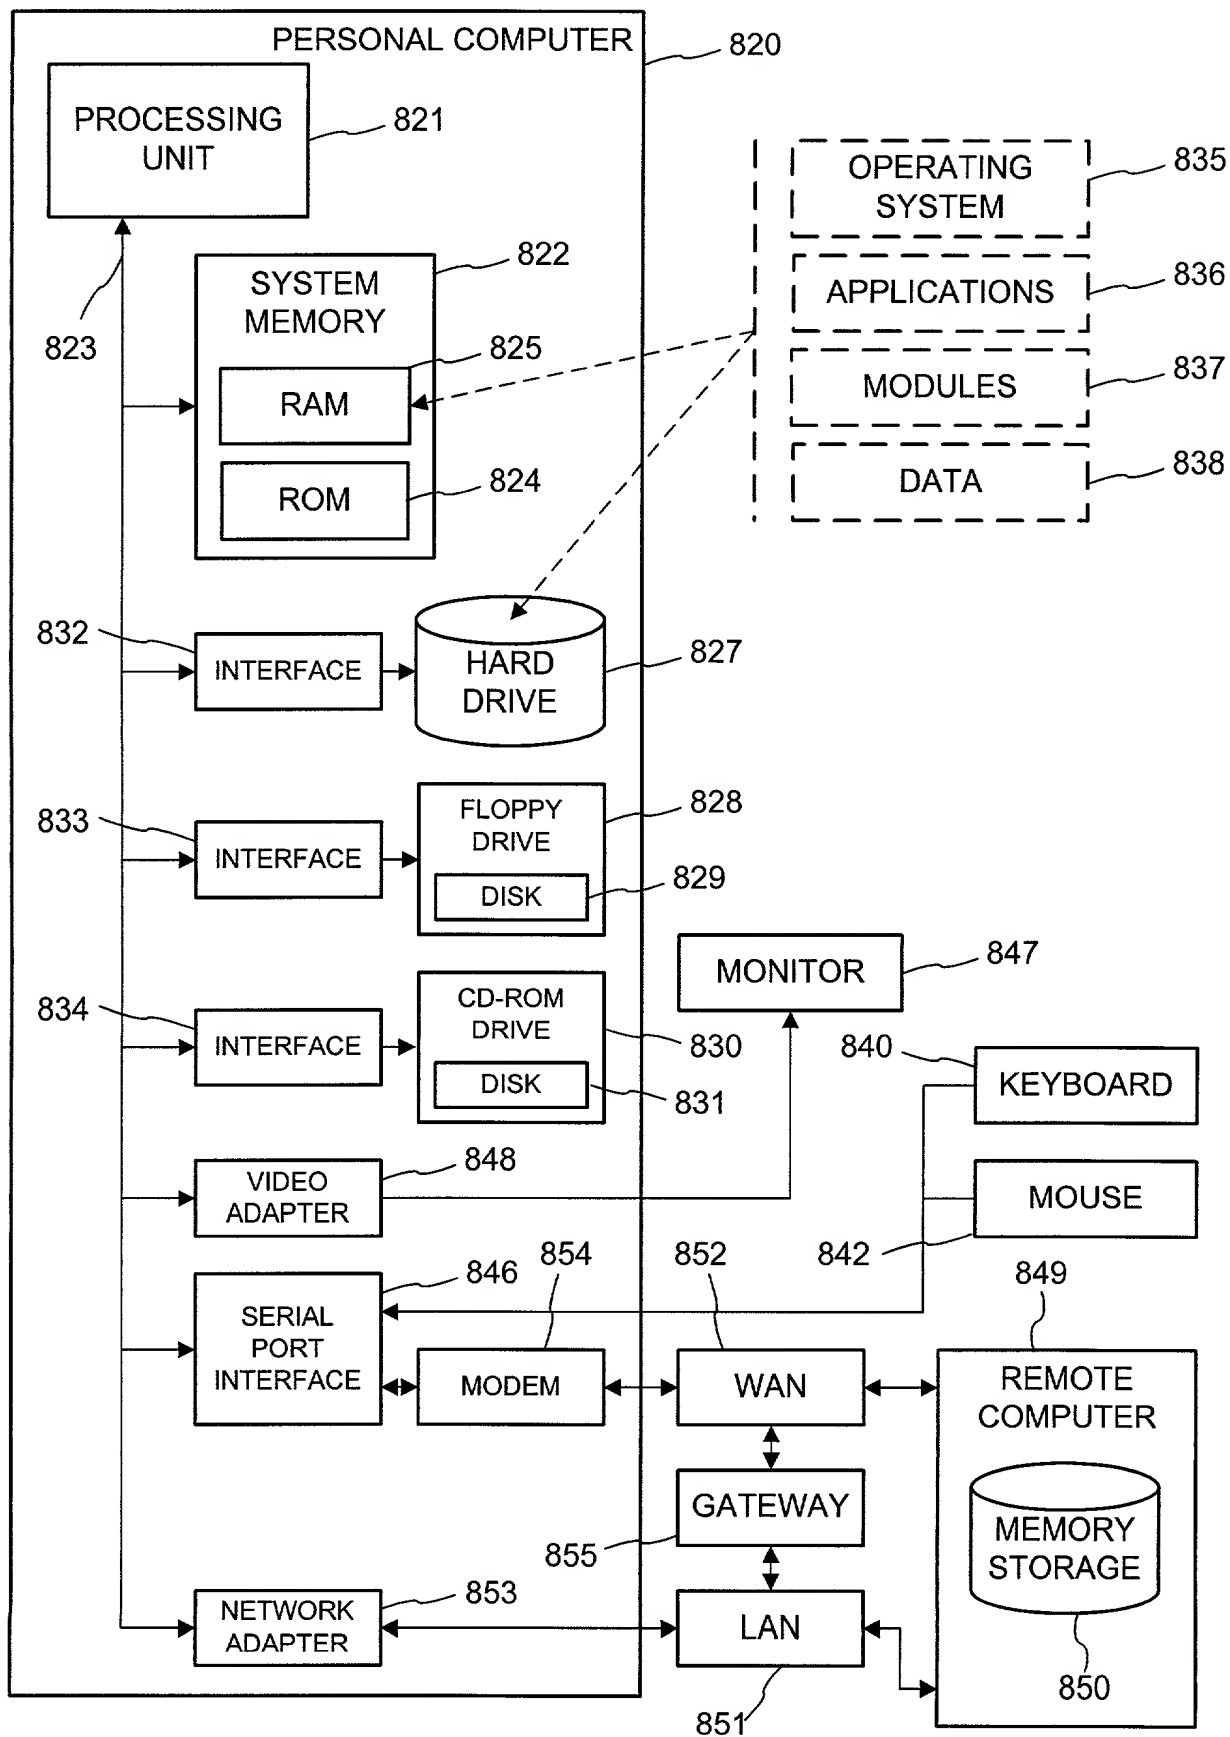 PERSONAL COMPUTER
820
PROCESSING
UNIT
821
823
SYSTEM
MEMORY
822
RAM
825
ROM
824
OPERATING
SYSTEM
835
APPLICATIONS
836
MODULES
837
DATA
838
832
INTERFACE
HARD
DRIVE
827
833
INTERFACE
FLOPPY
DRIVE
828
DISK
829
834
INTERFACE
CD-ROM
DRIVE
830
DISK
831
MONITOR
847
840
KEYBOARD
MOUSE
842
VIDEO
ADAPTER
848
SERIAL
PORT
INTERFACE
846
854
MODEM
852
WAN
849
REMOTE
COMPUTER
MEMORY
STORAGE
850
GATEWAY
855
NETWORK
ADAPTER
853
LAN
851